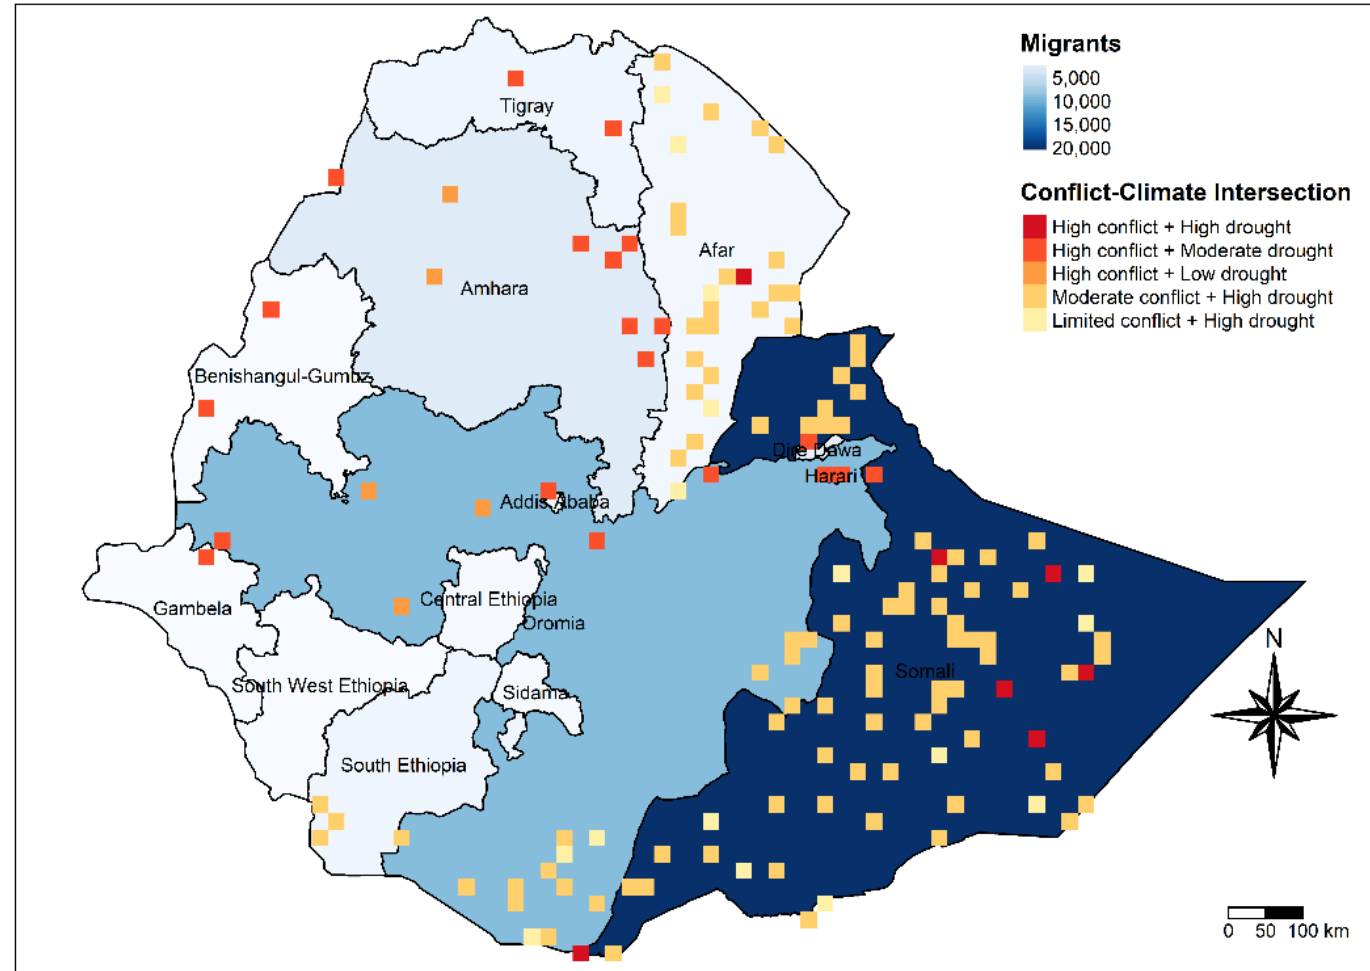 Migrants
5,000
10,000
15,000
20,000
Conflict-Climate Intersection
High conflict + High drought
High conflict + Moderate drought
High conflict + Low drought
Moderate conflict + High drought
Limited conflict + High drought
Tigray
Afar
Amhara
Benishangul-Gumuz
Dire Dawa
Harari
Addis Ababa
Central Ethiopia
Gambela
Oromia
N
Somali
South West Ethiopia
Sidama
South Ethiopia
0 50 100 km